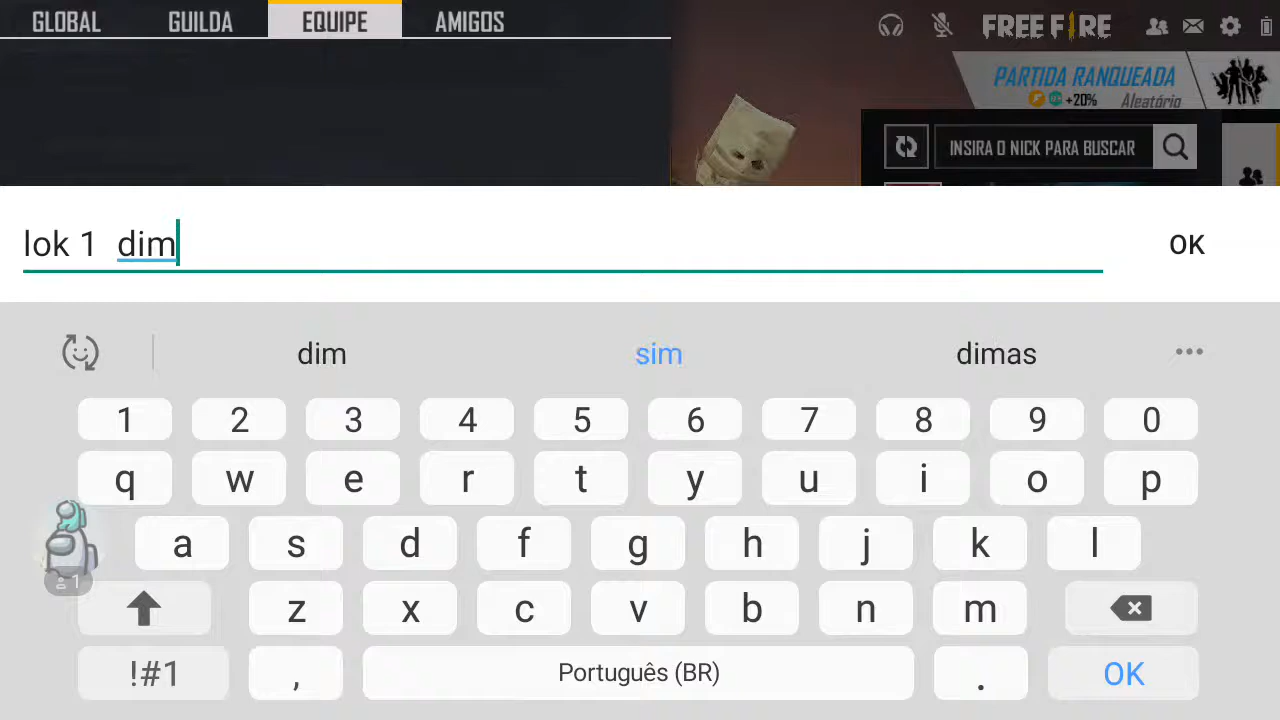 GLOBAL GUILDA EQUIPE AMIGOS
FREE FIRE
PARTIDA RANQUEADA
+20% Aleatório
INSIRA O NICK PARA BUSCAR
lok 1  dim OK
dim sim dimas
1 2 3 4 5 6 7 8 9 0
q w e r t y u i o p
a s d f g h j k l
1
z x c v b n m
!#1 , Português (BR) . OK